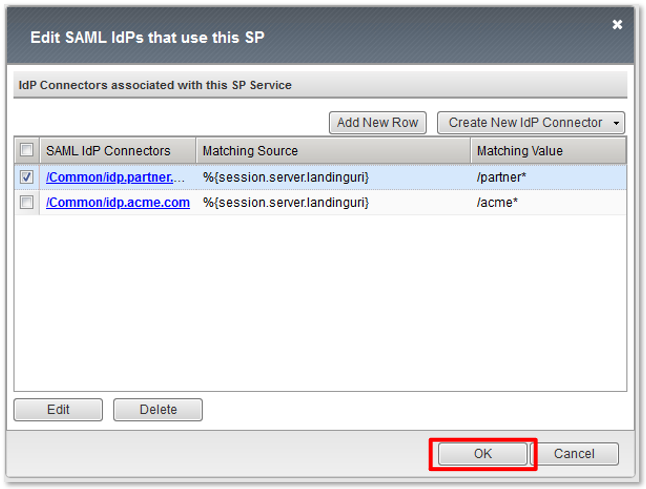 Edit SAML IdPs that use this SP
IdP Connectors associated with this SP Service
Add New Row Create New IdP Connector
SAML IdP Connectors Matching Source Matching Value
/Common/idp.partner.... %{session.server.landinguri} /partner*
/Common/idp.acme.com %{session.server.landinguri} /acme*
Edit Delete
OK Cancel